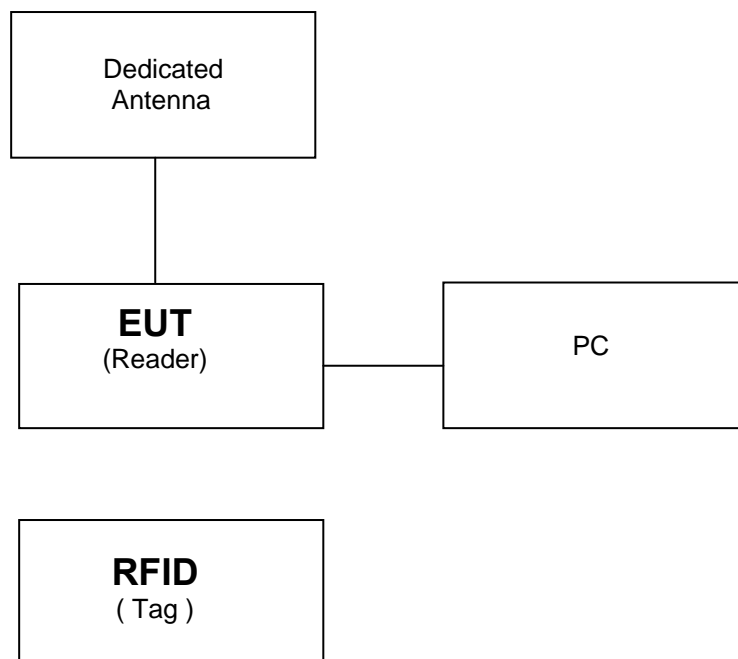 Dedicated
Antenna
EUT
(Reader)
PC
RFID
( Tag )